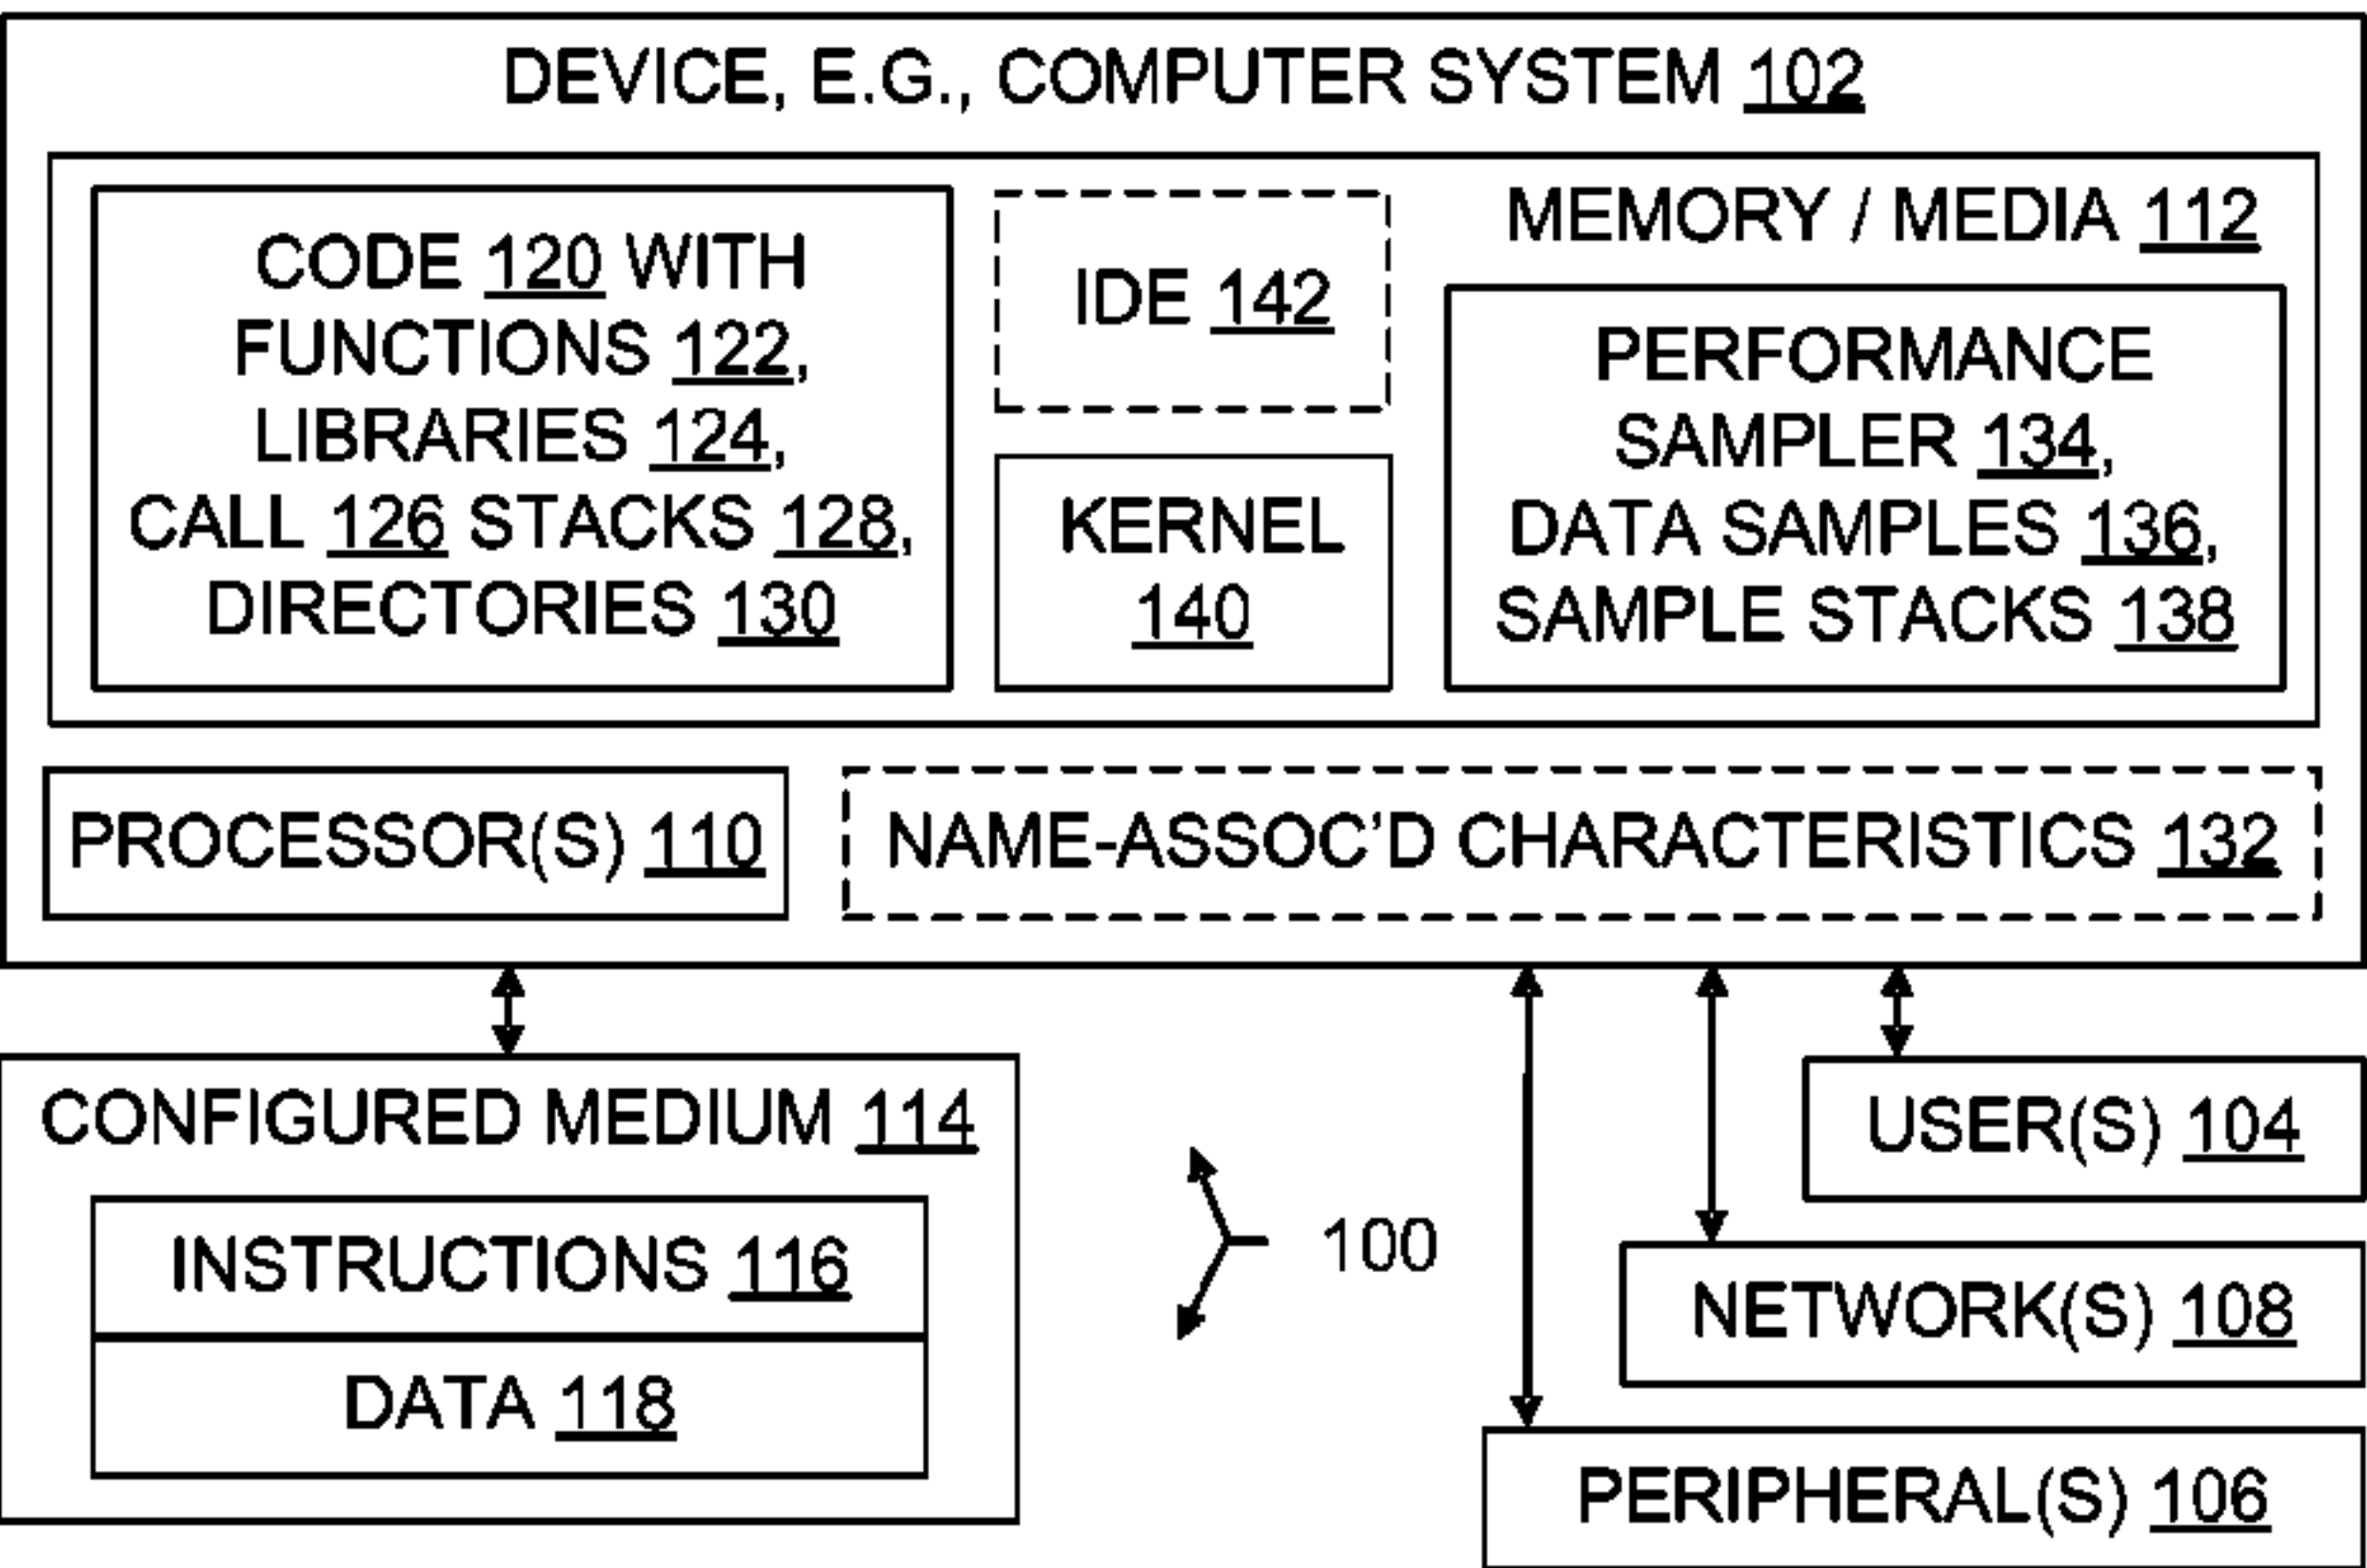 DEVICE, E.G., COMPUTER SYSTEM 102
CODE 120 WITH
FUNCTIONS 122,
LIBRARIES 124,
CALL 126 STACKS 128,
DIRECTORIES 130
IDE 142
KERNEL
140
MEMORY / MEDIA 112
PERFORMANCE
SAMPLER 134,
DATA SAMPLES 136,
SAMPLE STACKS 138
PROCESSOR(S) 110
NAME-ASSOC’D CHARACTERISTICS 132
CONFIGURED MEDIUM 114
INSTRUCTIONS 116
DATA 118
100
USER(S) 104
NETWORK(S) 108
PERIPHERAL(S) 106